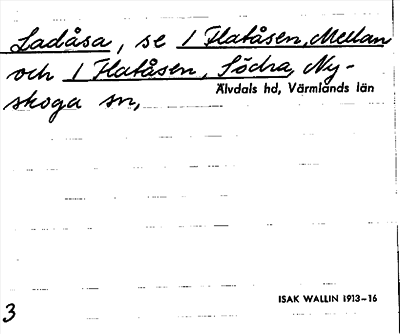 Ladåsa, se 1 Flatåsen, Mellan
och 1 Flatåsen, Södra, Ny-
skoga sn,
Älvdals hd, Värmlands län
ISAK WALLIN 1913-16
3